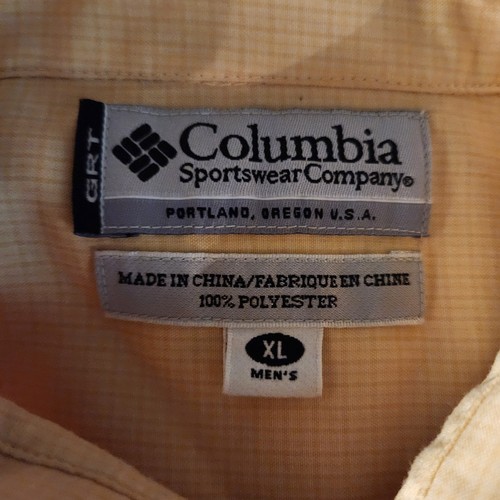 GRT
Columbia
Sportswear Company®
PORTLAND, OREGON U.S.A.
MADE IN CHINA/FABRIQUE EN CHINE
100% POLYESTER
XL
MEN'S